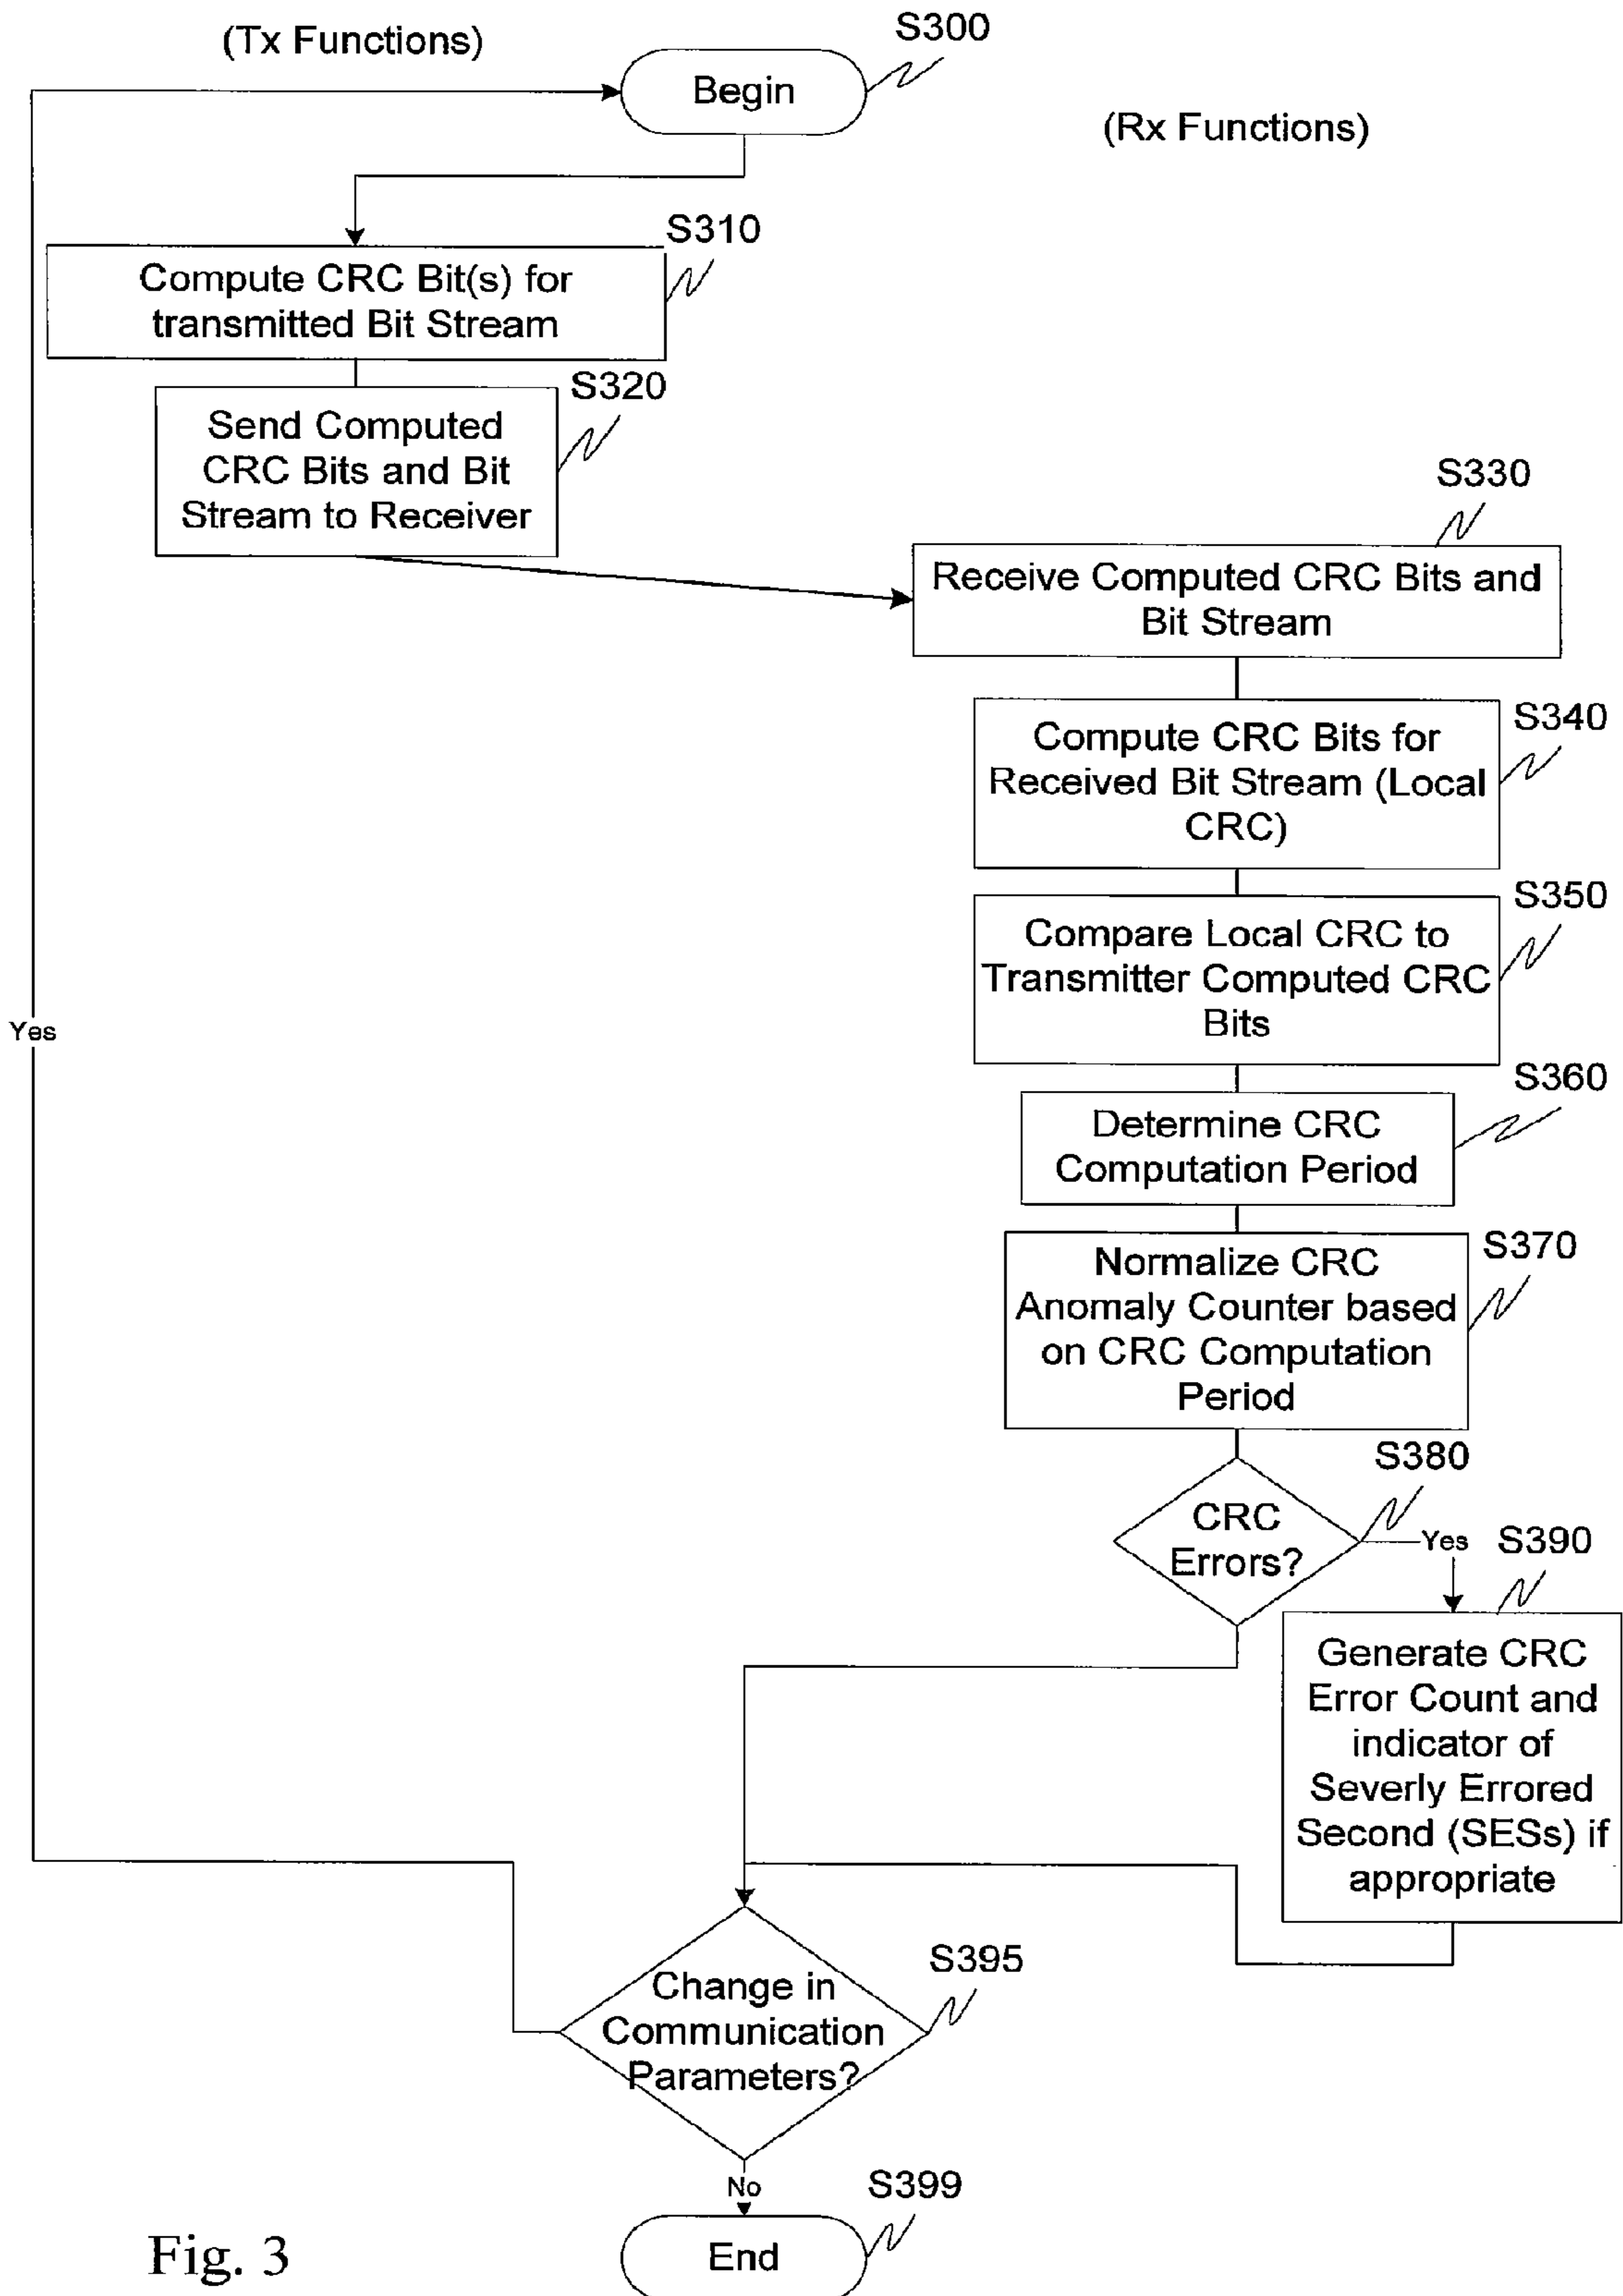 (Tx Functions)
S300
Begin
(Rx Functions)
S310
Compute CRC Bit(s) for
transmitted Bit Stream
S320
Send Computed
CRC Bits and Bit
Stream to Receiver
S330
Receive Computed CRC Bits and
Bit Stream
S340
Compute CRC Bits for
Received Bit Stream (Local
CRC)
S350
Compare Local CRC to
Transmitter Computed CRC
Bits
Yes
S360
Determine CRC
Computation Period
S370
Normalize CRC
Anomaly Counter based
on CRC Computation
Period
S380
CRC
Errors?
Yes
S390
Generate CRC
Error Count and
indicator of
Severly Errored
Second (SESs) if
appropriate
S395
Change in
Communication
Parameters?
No
S399
End
Fig. 3